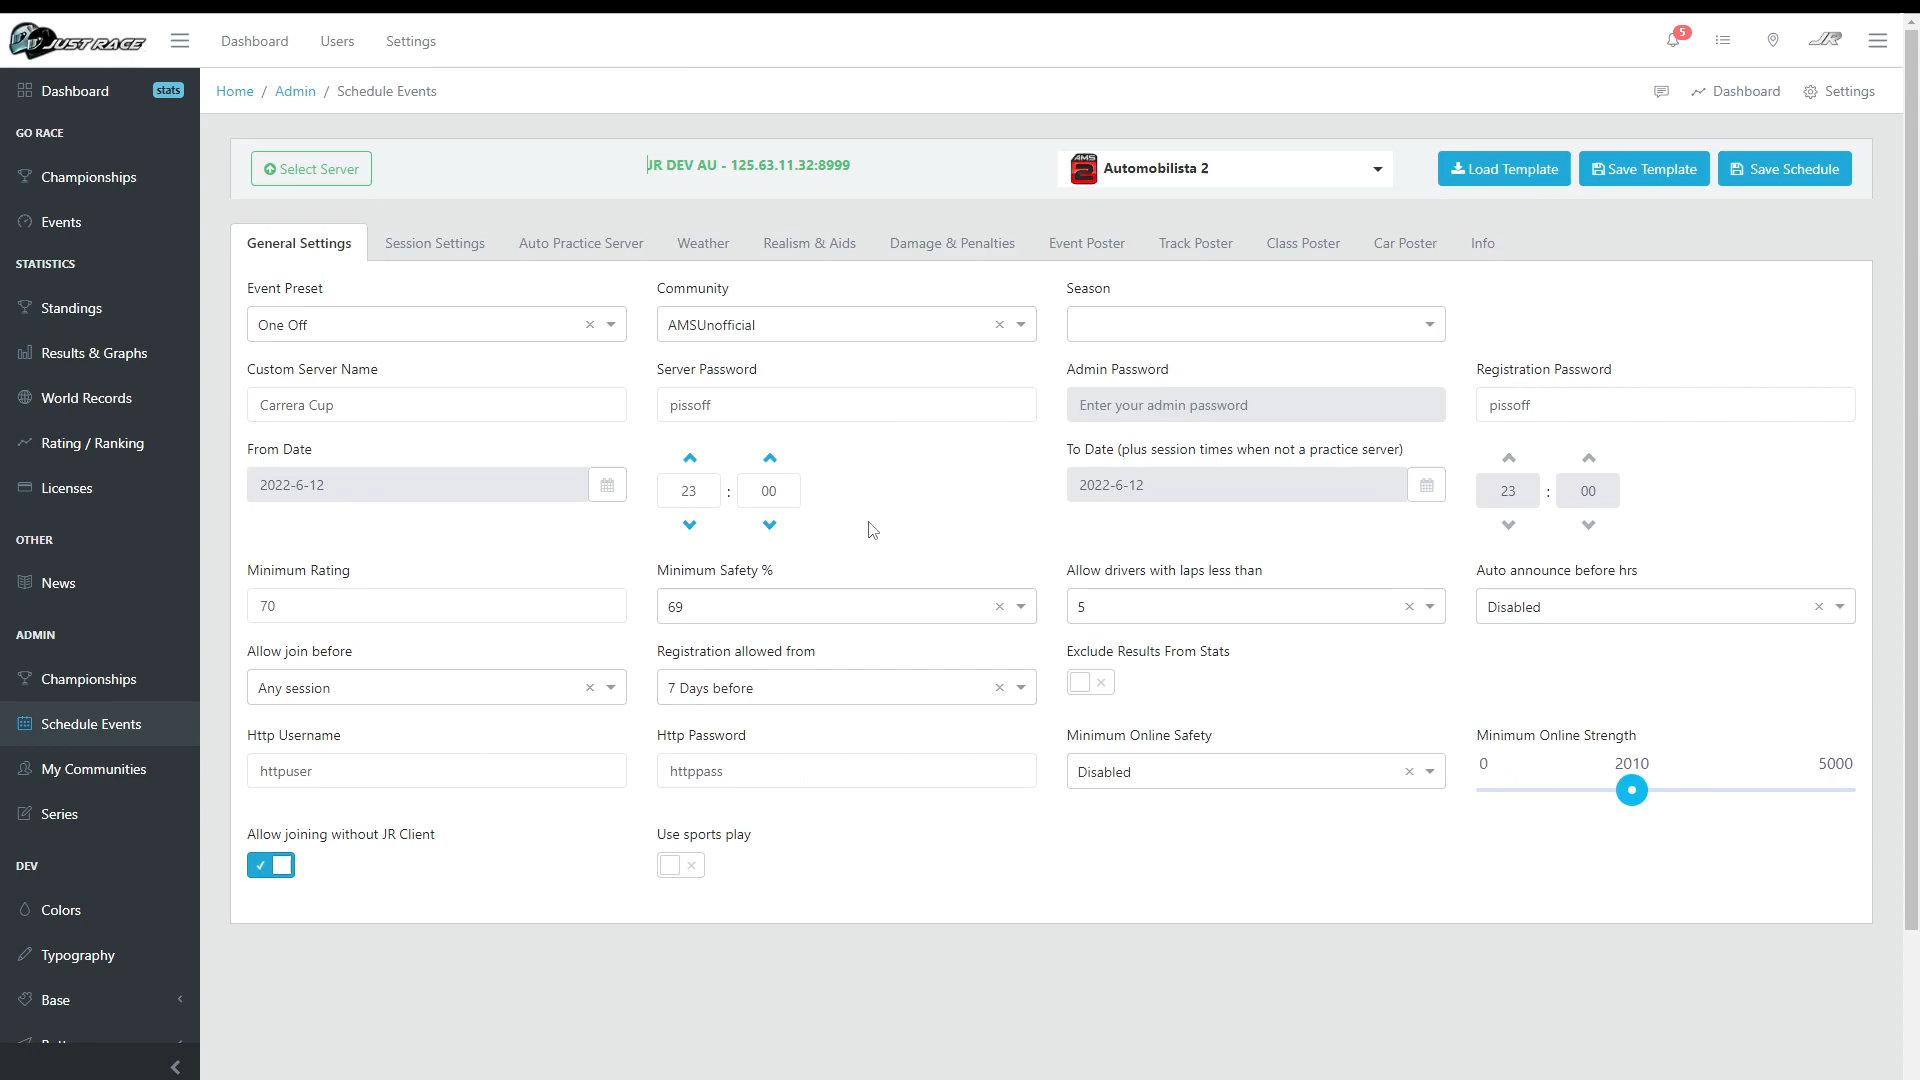 JUST RACE
Dashboard
Users
Settings
5
JR
Dashboard
stats
Home / Admin / Schedule Events
Dashboard
Settings
GO RACE
Championships
Events
STATISTICS
Standings
Results & Graphs
World Records
Rating / Ranking
Licenses
OTHER
News
ADMIN
Championships
Schedule Events
My Communities
Series
DEV
Colors
Typography
Base
Select Server
JR DEV AU - 125.63.11.32:8999
AMS
2
Automobilista 2
Load Template
Save Template
Save Schedule
General Settings
Session Settings
Auto Practice Server
Weather
Realism & Aids
Damage & Penalties
Event Poster
Track Poster
Class Poster
Car Poster
Info
Event Preset
Community
Season
One Off
AMSUnofficial
Custom Server Name
Server Password
Admin Password
Registration Password
Carrera Cup
pissoff
Enter your admin password
pissoff
From Date
To Date (plus session times when not a practice server)
2022-6-12
23 : 00
2022-6-12
23 : 00
Minimum Rating
Minimum Safety %
Allow drivers with laps less than
Auto announce before hrs
70
69
5
Disabled
Allow join before
Registration allowed from
Exclude Results From Stats
Any session
7 Days before
Http Username
Http Password
Minimum Online Safety
Minimum Online Strength
httpuser
httppass
Disabled
0
2010
5000
Allow joining without JR Client
Use sports play